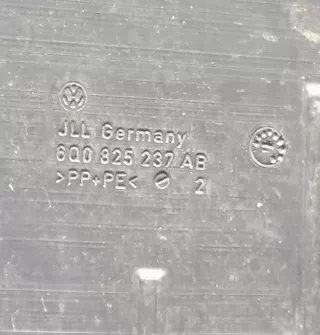 JLL Germany
6Q0 825 237 AB
>PP+PE< 2